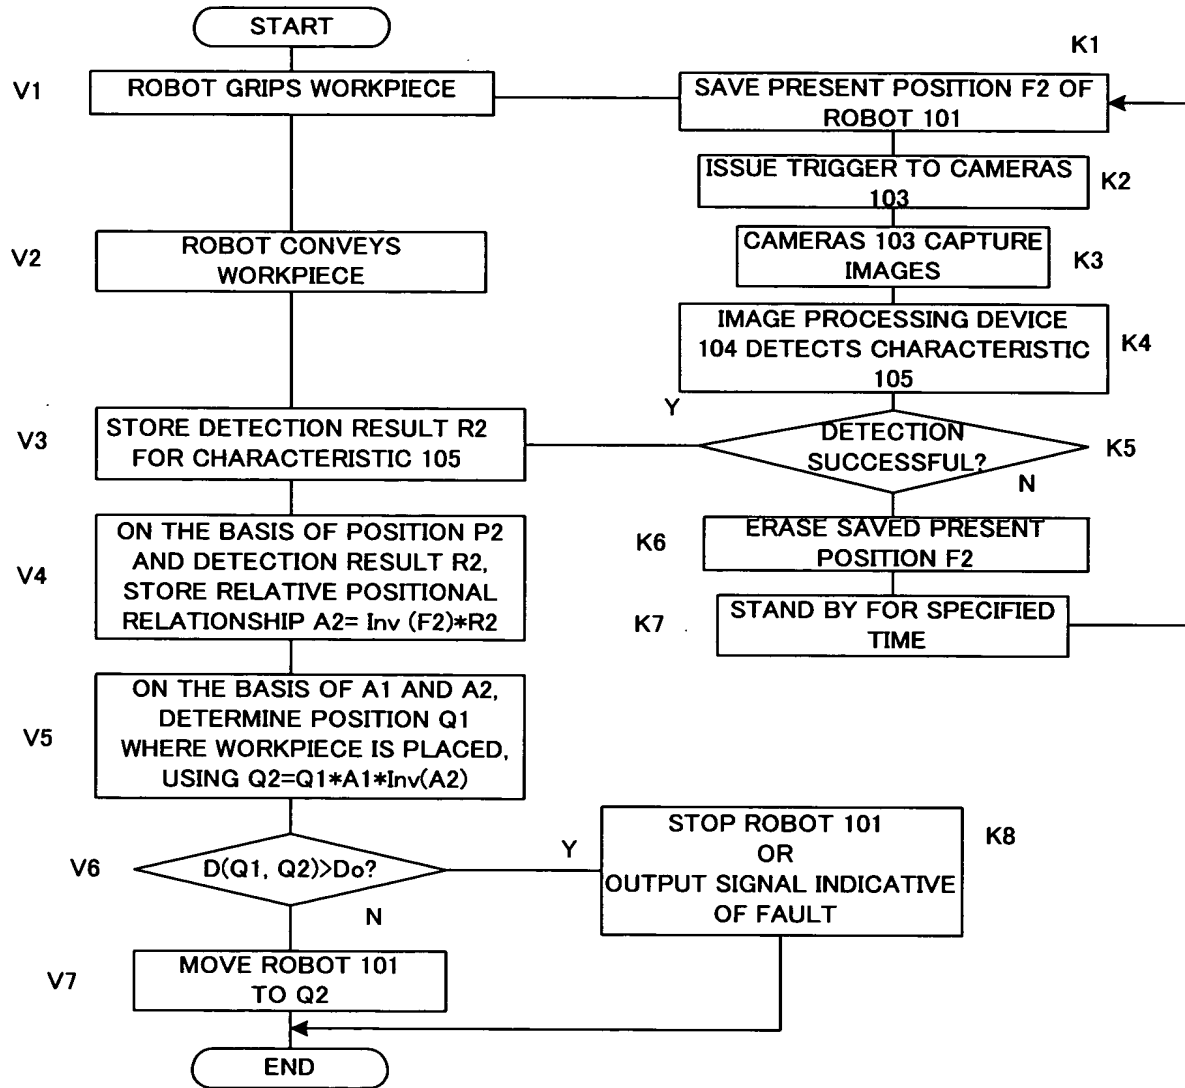 START
V1
ROBOT GRIPS WORKPIECE
V2
ROBOT CONVEYS
WORKPIECE
V3
STORE DETECTION RESULT R2
FOR CHARACTERISTIC 105
V4
ON THE BASIS OF POSITION P2
AND DETECTION RESULT R2,
STORE RELATIVE POSITIONAL
RELATIONSHIP A2= Inv (F2)*R2
V5
ON THE BASIS OF A1 AND A2,
DETERMINE POSITION Q1
WHERE WORKPIECE IS PLACED,
USING Q2=Q1*A1*Inv(A2)
V6
D(Q1, Q2)>Do?
Y
N
V7
MOVE ROBOT 101
TO Q2
END
K1
SAVE PRESENT POSITION F2 OF
ROBOT 101
ISSUE TRIGGER TO CAMERAS
103
K2
CAMERAS 103 CAPTURE
IMAGES
K3
IMAGE PROCESSING DEVICE
104 DETECTS CHARACTERISTIC
105
K4
Y
DETECTION
SUCCESSFUL?
K5
N
K6
ERASE SAVED PRESENT
POSITION F2
K7
STAND BY FOR SPECIFIED
TIME
STOP ROBOT 101
OR
OUTPUT SIGNAL INDICATIVE
OF FAULT
K8